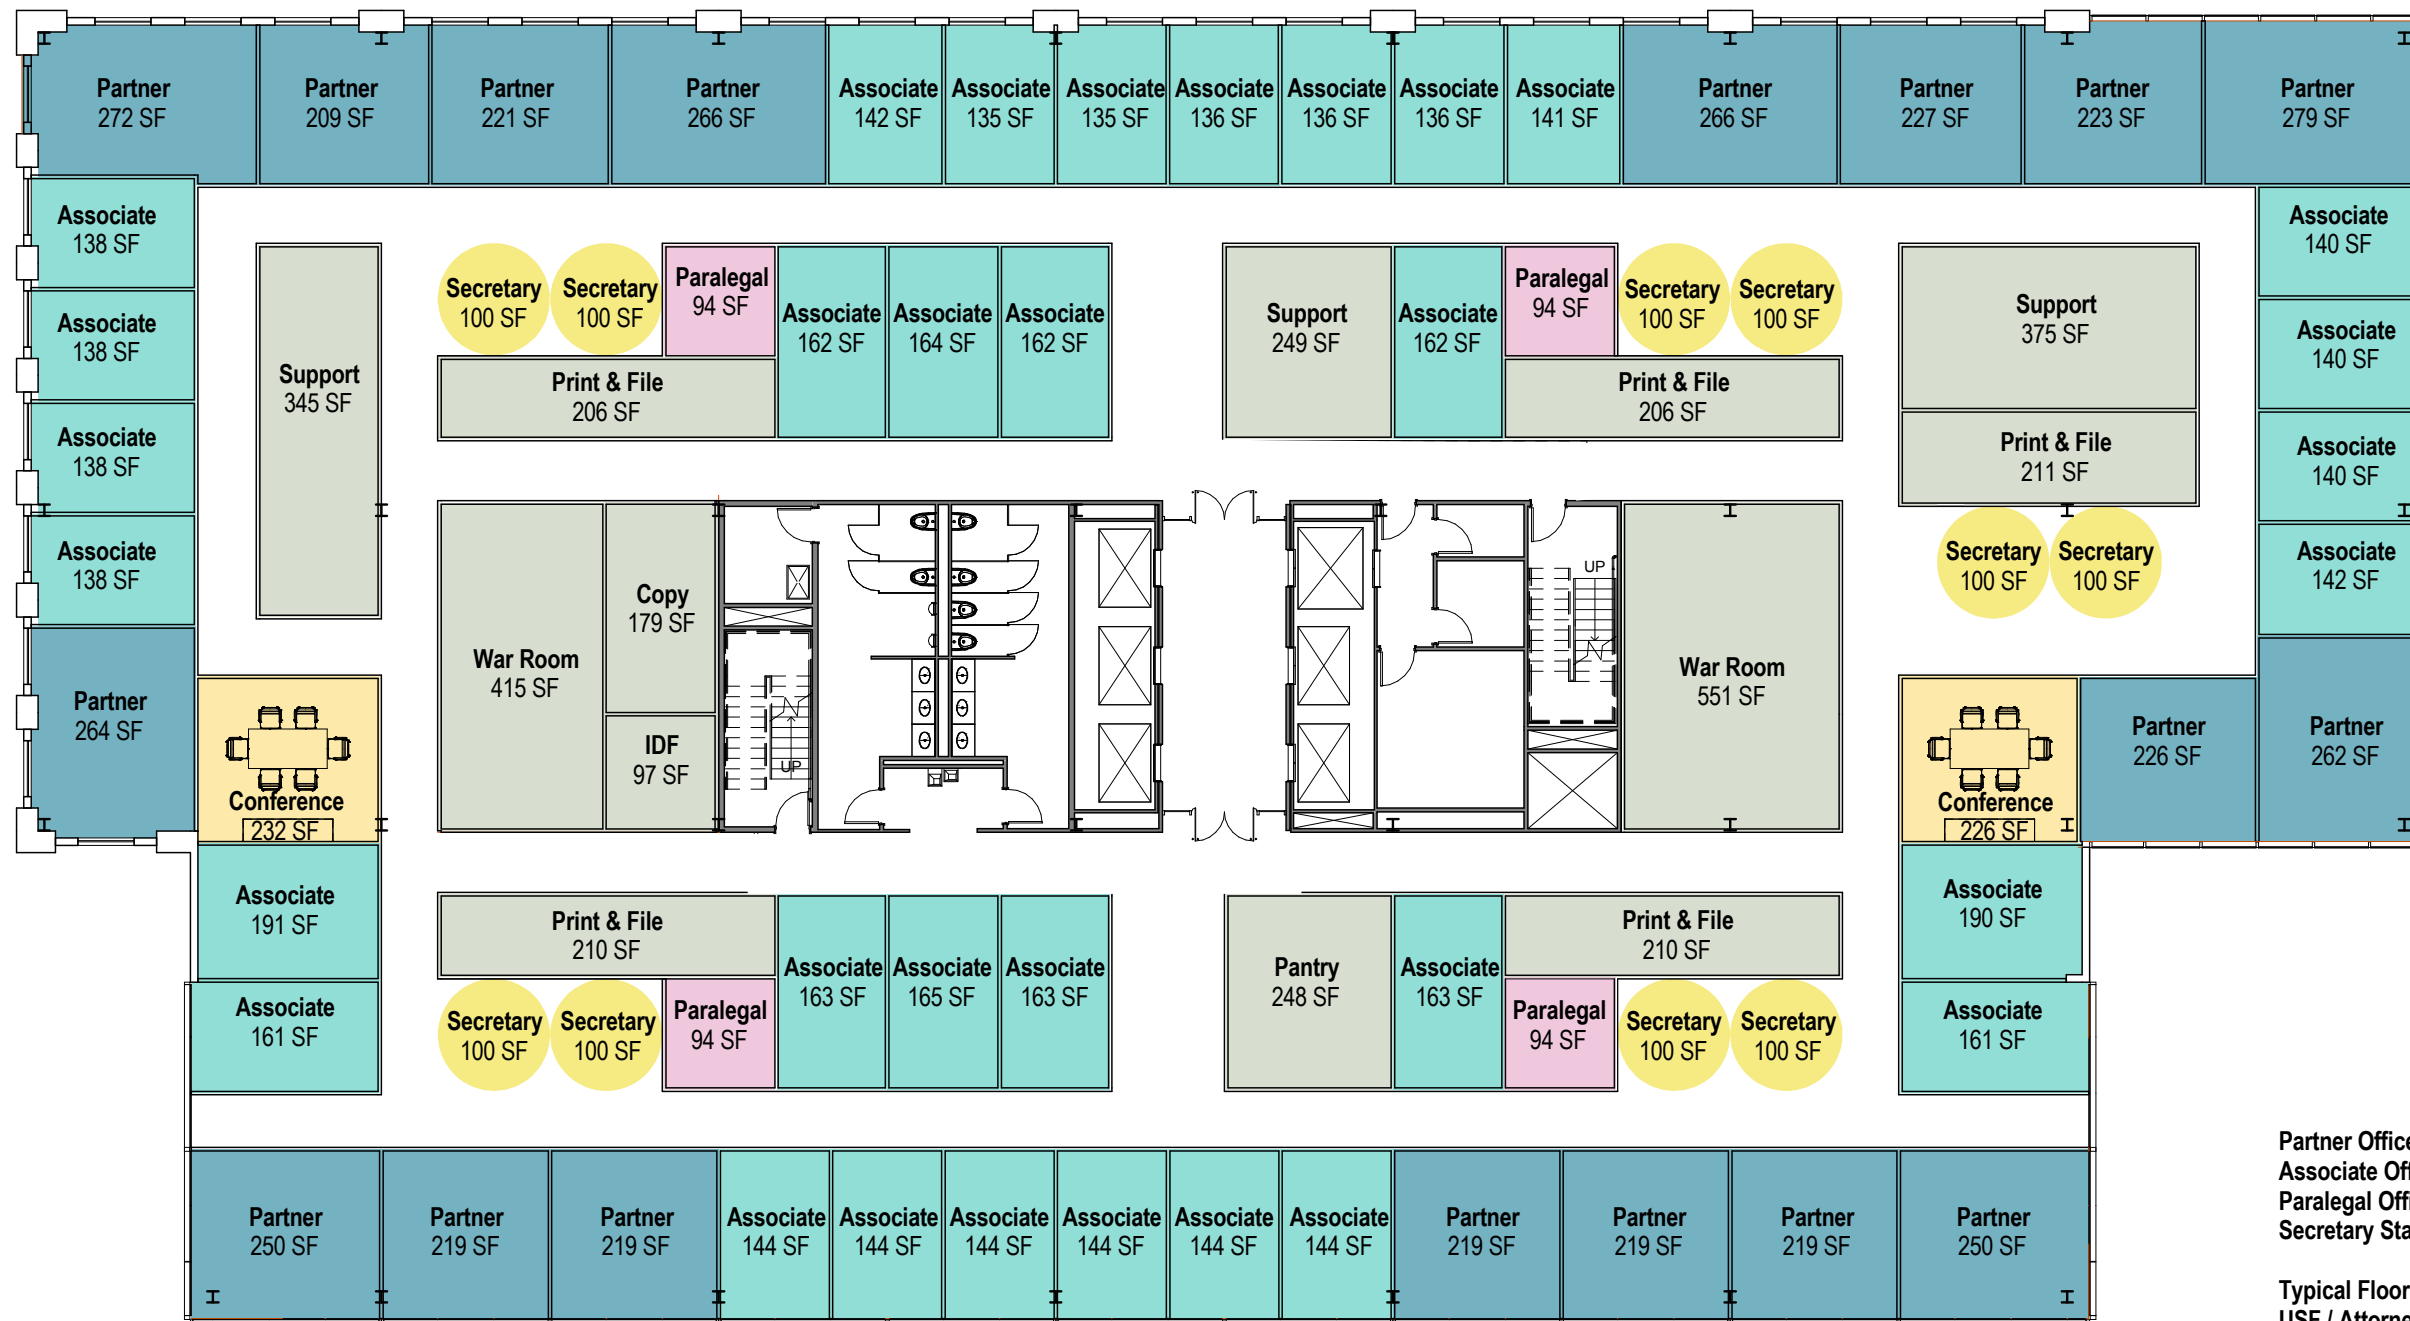 Partner
272 SF
Partner
209 SF
Partner
221 SF
Partner
266 SF
Associate
142 SF
Associate
135 SF
Associate
135 SF
Associate
136 SF
Associate
136 SF
Associate
136 SF
Associate
141 SF
Partner
266 SF
Partner
227 SF
Partner
223 SF
Partner
279 SF
Associate
138 SF
Associate
138 SF
Associate
138 SF
Associate
138 SF
Partner
264 SF
Support
345 SF
Secretary
100 SF
Secretary
100 SF
Paralegal
94 SF
Print & File
206 SF
Associate
162 SF
Associate
164 SF
Associate
162 SF
Support
249 SF
Associate
162 SF
Paralegal
94 SF
Secretary
100 SF
Secretary
100 SF
Print & File
206 SF
Support
375 SF
Print & File
211 SF
Secretary
100 SF
Secretary
100 SF
Associate
140 SF
Associate
140 SF
Associate
140 SF
Associate
142 SF
War Room
415 SF
Copy
179 SF
IDF
97 SF
UP
UP
War Room
551 SF
Conference
232 SF
Conference
226 SF
Partner
226 SF
Partner
262 SF
Associate
191 SF
Associate
161 SF
Print & File
210 SF
Secretary
100 SF
Secretary
100 SF
Paralegal
94 SF
Associate
163 SF
Associate
165 SF
Associate
163 SF
Pantry
248 SF
Associate
163 SF
Print & File
210 SF
Paralegal
94 SF
Secretary
100 SF
Secretary
100 SF
Associate
190 SF
Associate
161 SF
Partner
250 SF
Partner
219 SF
Partner
219 SF
Associate
144 SF
Associate
144 SF
Associate
144 SF
Associate
144 SF
Associate
144 SF
Associate
144 SF
Partner
219 SF
Partner
219 SF
Partner
219 SF
Partner
250 SF
Partner Office
Associate Off
Paralegal Offi
Secretary Sta
Typical Floor
USF / Attorne